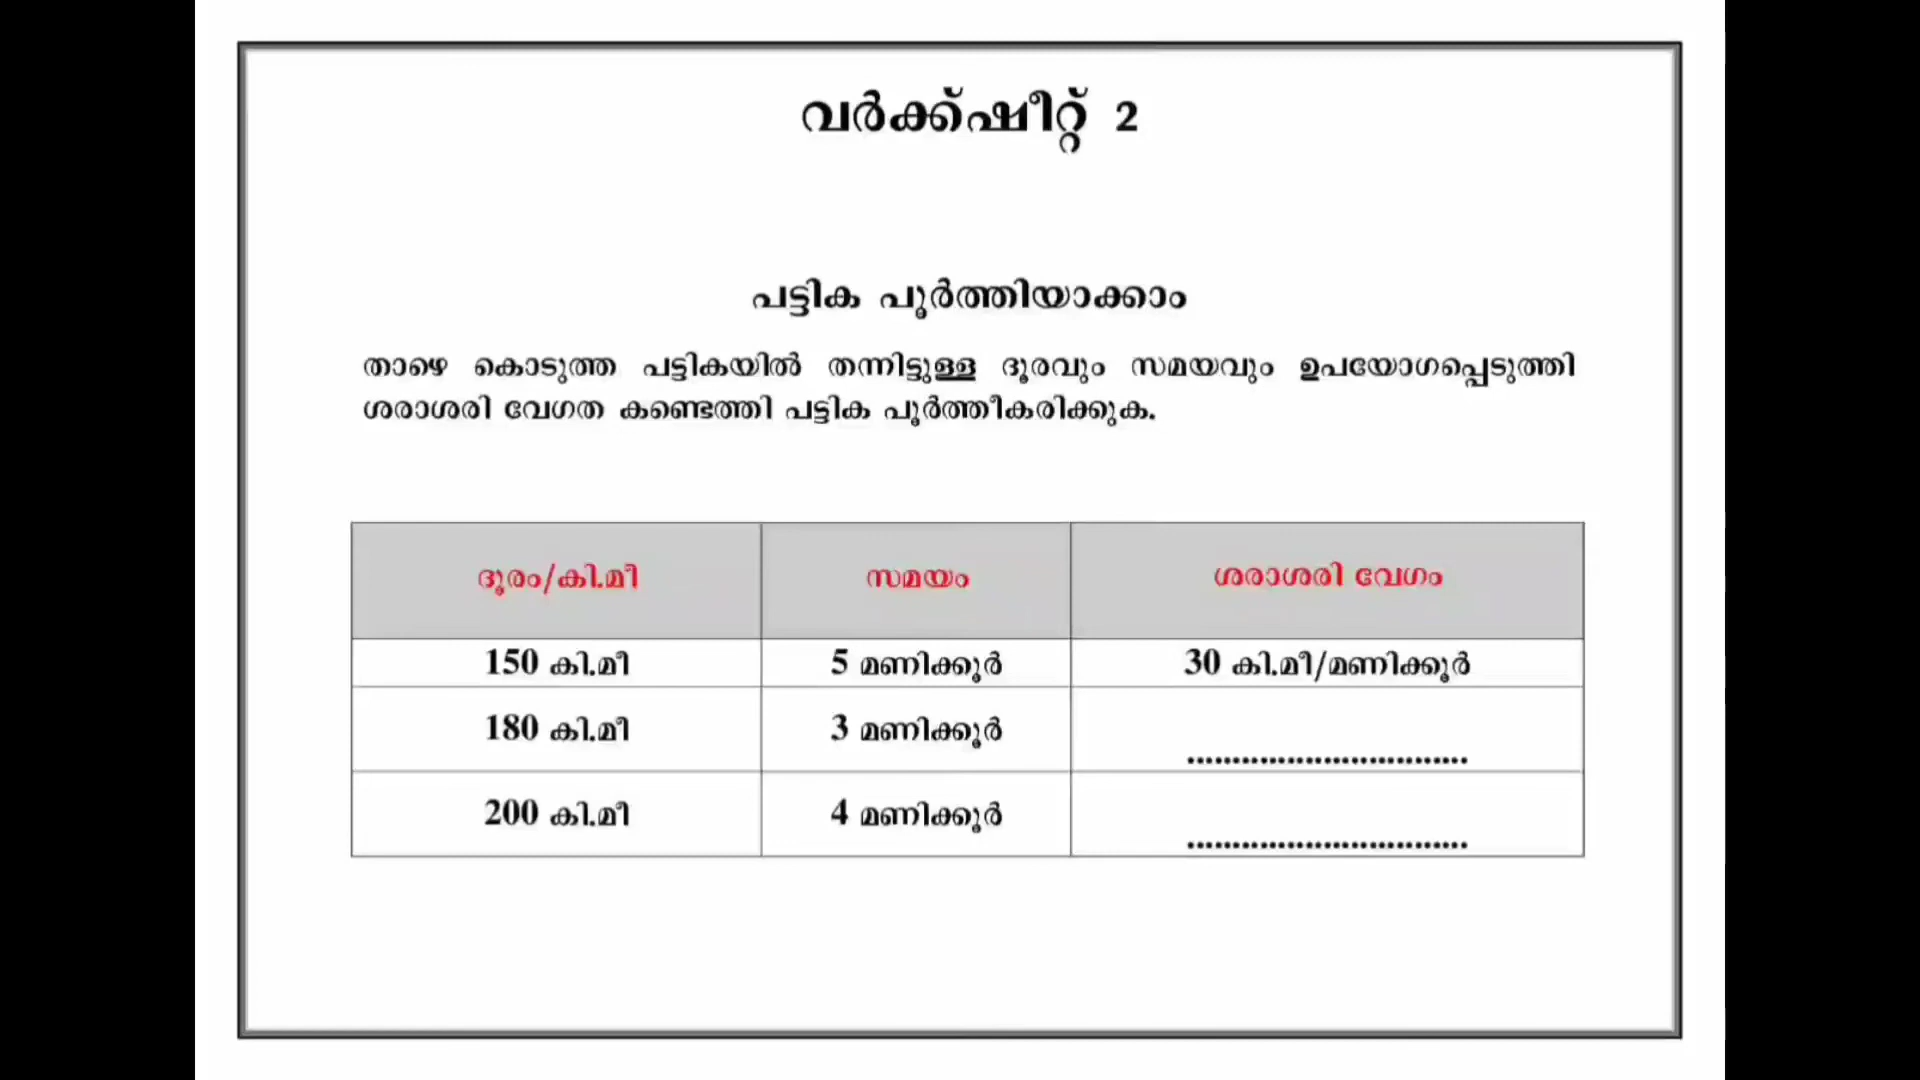 വർക്ക്ഷീറ്റ് 2
പട്ടിക പൂർത്തിയാക്കാം
താഴെ കൊടുത്ത പട്ടികയിൽ തന്നിട്ടുള്ള ദൂരവും സമയവും ഉപയോഗപ്പെടുത്തി
ശരാശരി വേഗത കണ്ടെത്തി പട്ടിക പൂർത്തീകരിക്കുക.
ദൂരം/കി.മീ സമയം ശരാശരി വേഗം
150 കി.മീ 5 മണിക്കൂർ 30 കി.മീ/മണിക്കൂർ
180 കി.മീ 3 മണിക്കൂർ ...............................
200 കി.മീ 4 മണിക്കൂർ ...............................